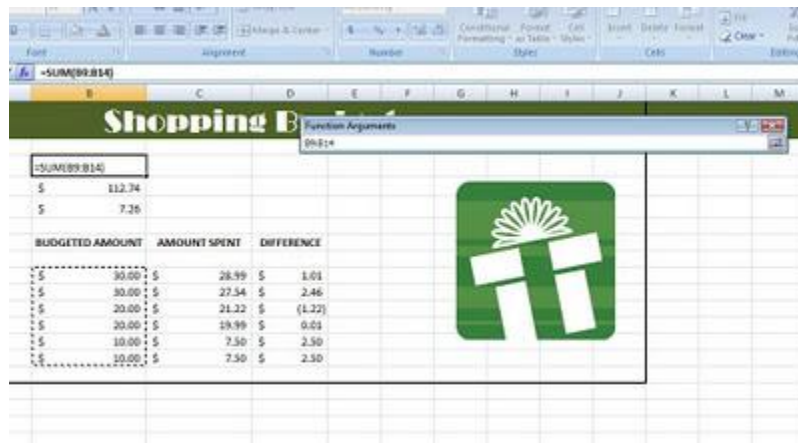 Merge & Center
Conditional Format Cell
Formatting as Table Styles
Insert Delete Format
Clear
Font Alignment Number Styles Cells Editing
fx =SUM(B9:B14)
B C D E F G H I J K L M
Shopping B
Function Arguments
B9:B14
=SUM(B9:B14)
$ 112.74
$ 7.26
BUDGETED AMOUNT AMOUNT SPENT DIFFERENCE
$ 30.00 $ 28.99 $ 1.01
$ 30.00 $ 27.54 $ 2.46
$ 20.00 $ 21.22 $ (1.22)
$ 20.00 $ 19.99 $ 0.01
$ 10.00 $ 7.50 $ 2.50
$ 10.00 $ 7.50 $ 2.50